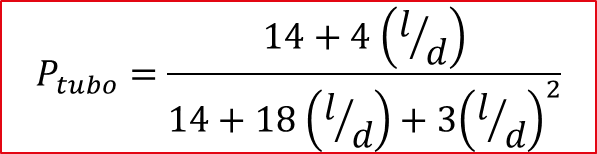 P_tubo = (14 + 4 (l/d)) / (14 + 18 (l/d) + 3(l/d)^2)